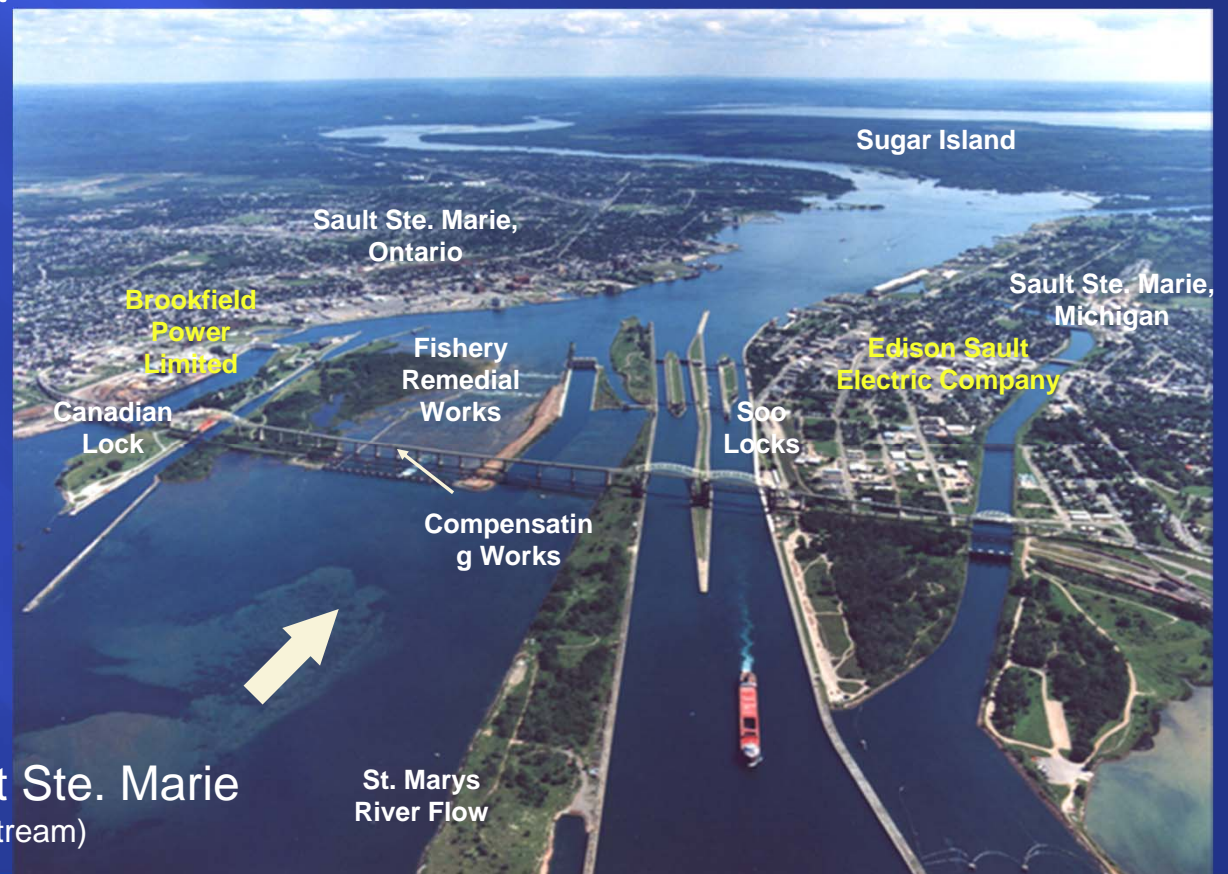 Sugar Island
Sault Ste. Marie,
Ontario
Sault Ste. Marie,
Michigan
Brookfield
Power
Limited
Fishery
Remedial
Works
Edison Sault
Electric Company
Canadian
Lock
Soo
Locks
Compensatin
g Works
Ste. Marie
St. Marys
River Flow